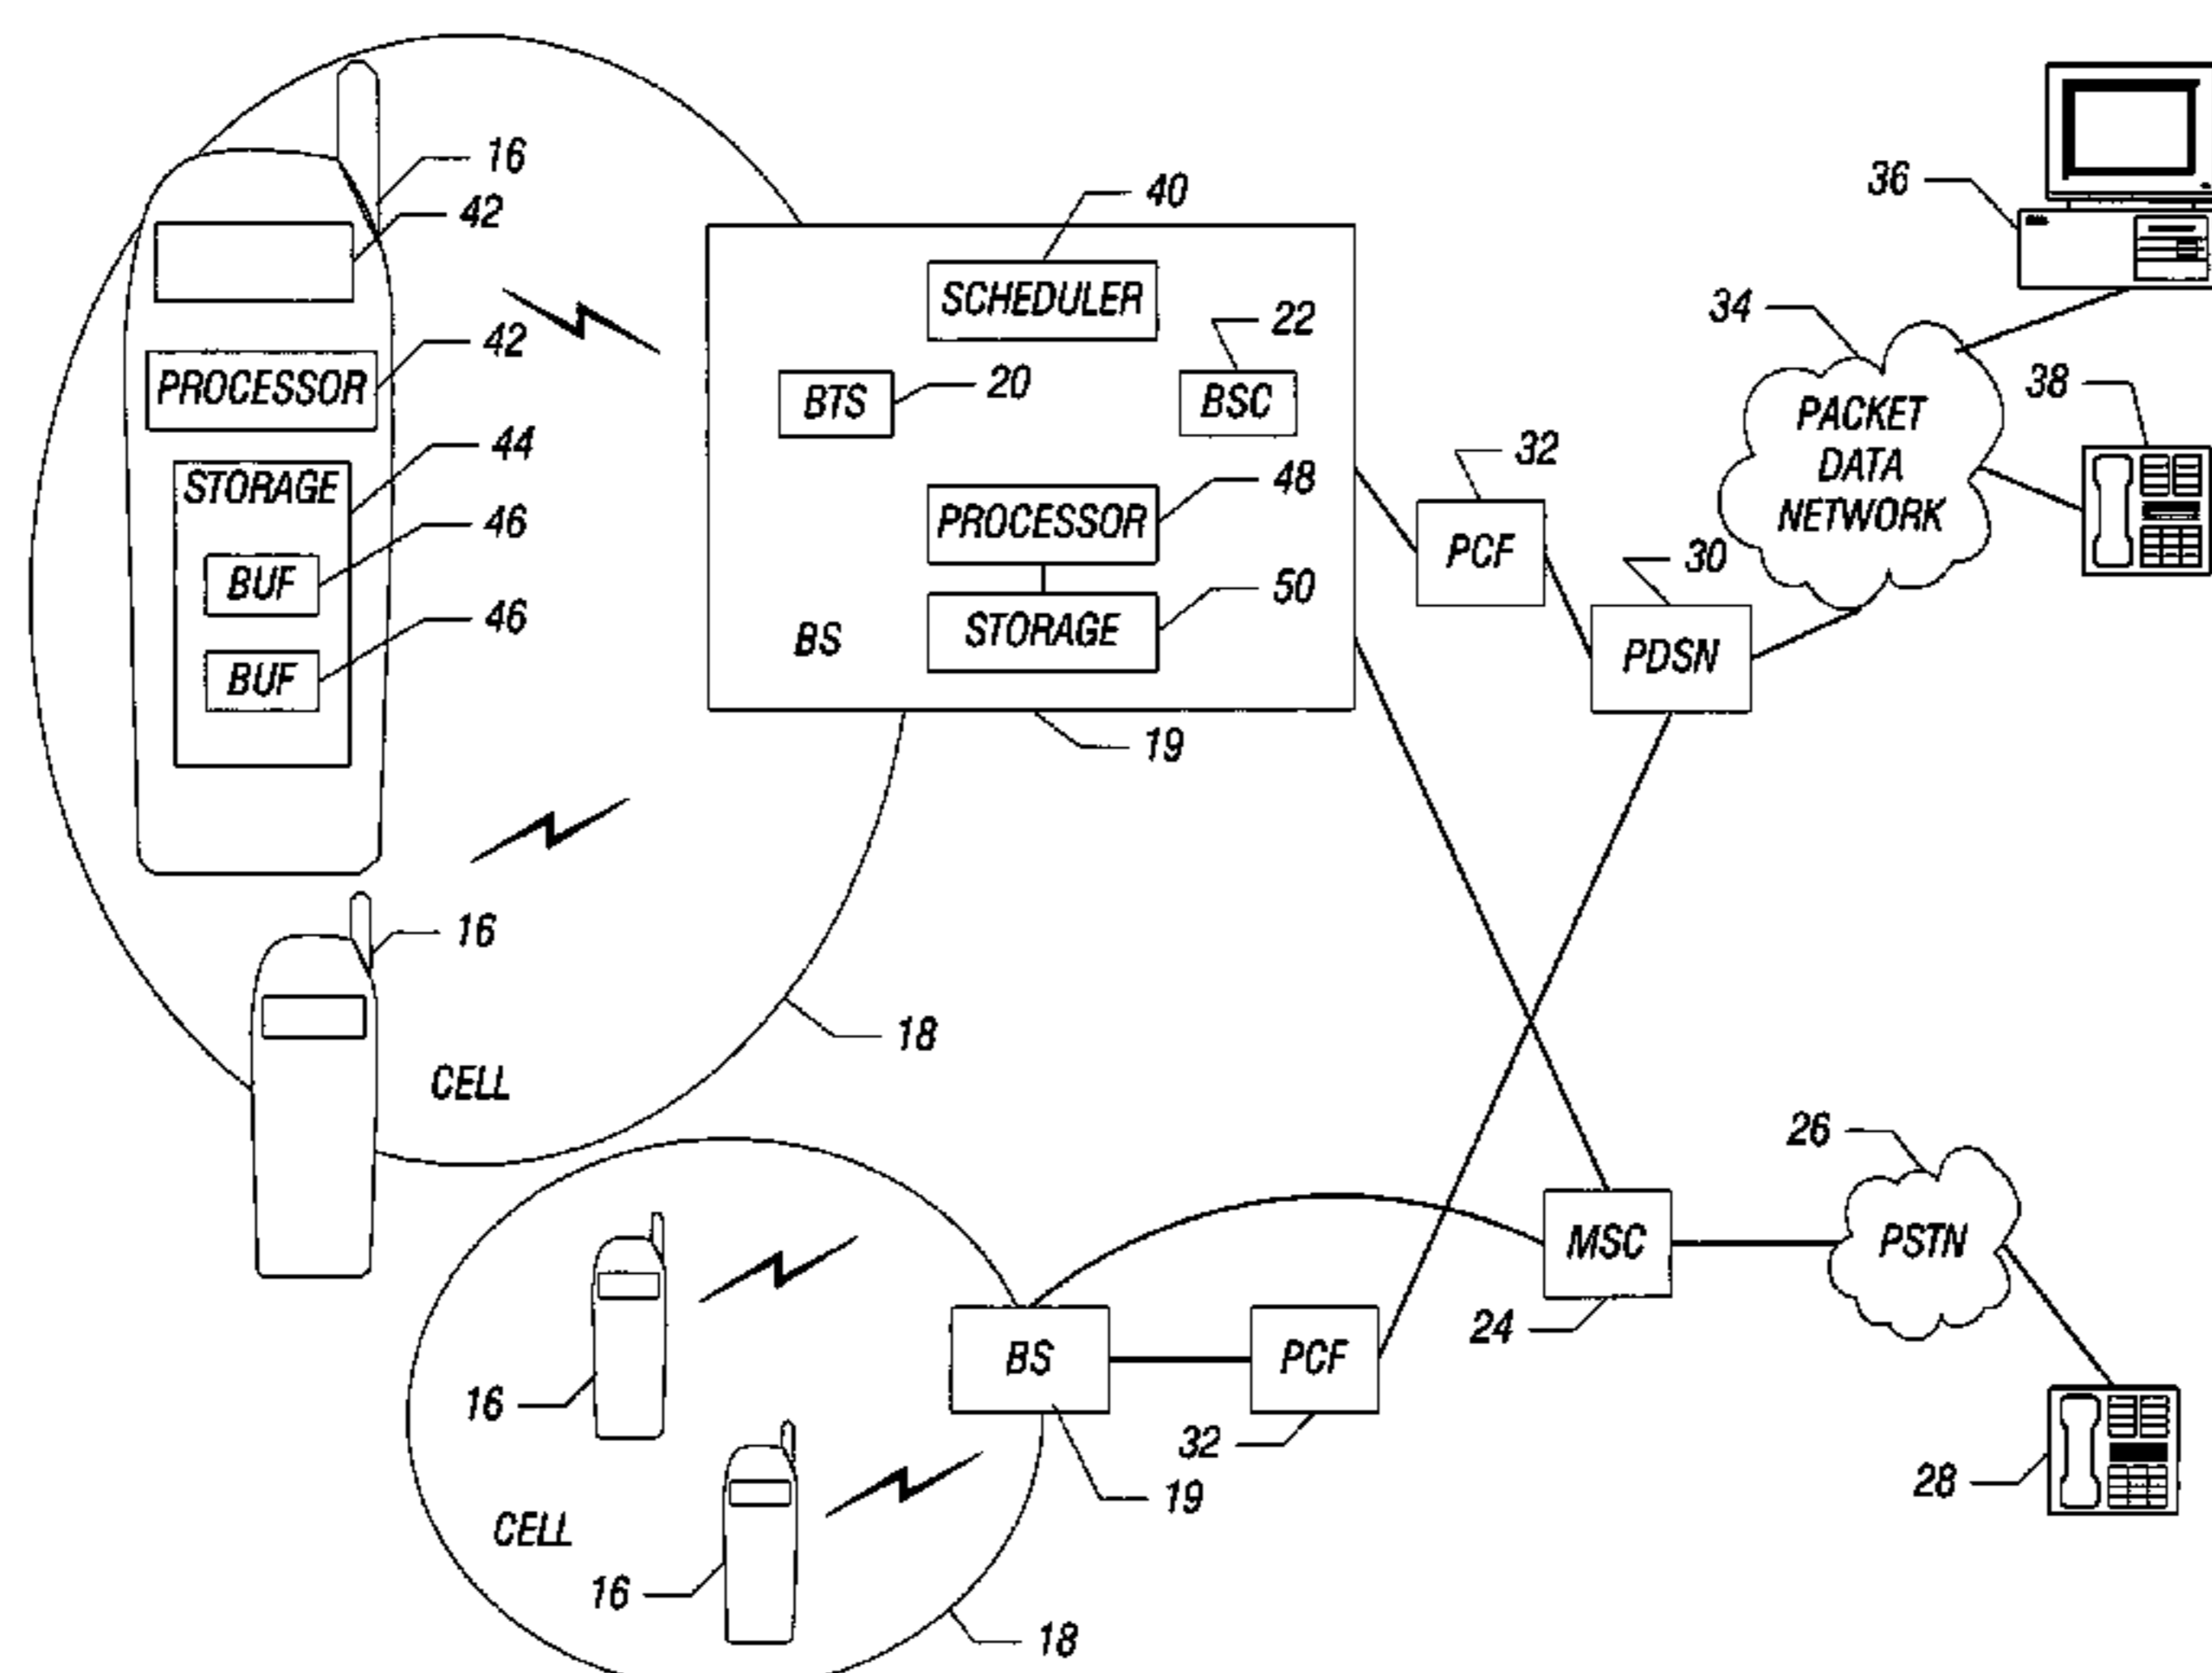 16
42
42
PROCESSOR
44
STORAGE
46
BUF
46
BUF
40
SCHEDULER
22
BTS
20
BSC
48
PROCESSOR
50
STORAGE
BS
19
32
PCF
30
PDSN
34
PACKET
DATA
NETWORK
36
38
16
18
CELL
26
MSC
PSTN
24
BS
PCF
16
32
19
28
CELL
16
18